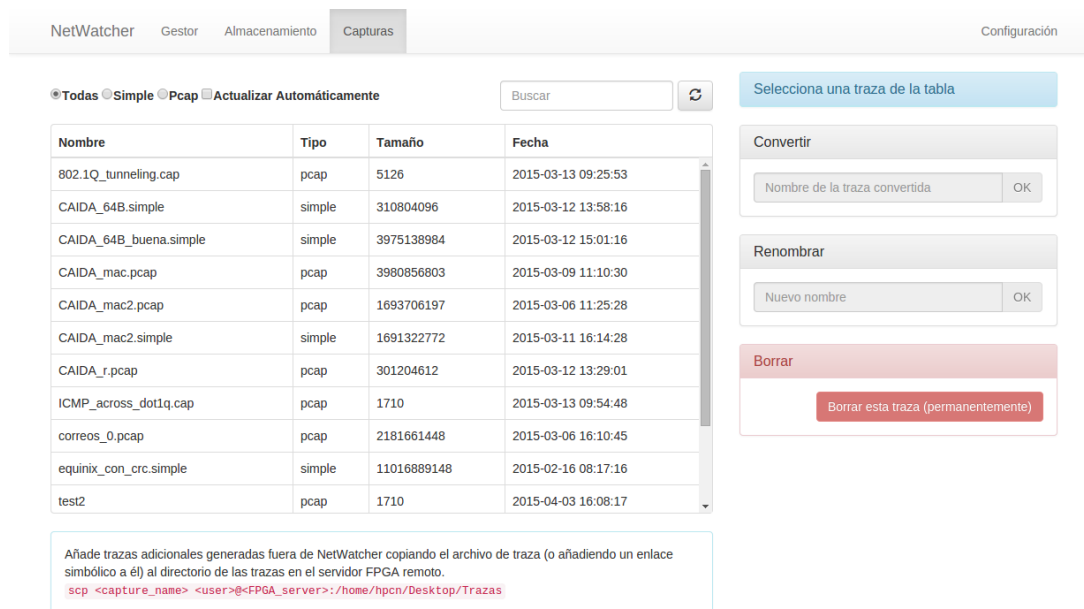 NetWatcher Gestor Almacenamiento Capturas Configuración
Todas Simple Pcap Actualizar Automáticamente Buscar
Nombre Tipo Tamaño Fecha
802.1Q_tunneling.cap pcap 5126 2015-03-13 09:25:53
CAIDA_64B.simple simple 310804096 2015-03-12 13:58:16
CAIDA_64B_buena.simple simple 3975138984 2015-03-12 15:01:16
CAIDA_mac.pcap pcap 3980856803 2015-03-09 11:10:30
CAIDA_mac2.pcap pcap 1693706197 2015-03-06 11:25:28
CAIDA_mac2.simple simple 1691322772 2015-03-11 16:14:28
CAIDA_r.pcap pcap 301204612 2015-03-12 13:29:01
ICMP_across_dot1q.cap pcap 1710 2015-03-13 09:54:48
correos_0.pcap pcap 2181661448 2015-03-06 16:10:45
equinix_con_crc.simple simple 11016889148 2015-02-16 08:17:16
test2 pcap 1710 2015-04-03 16:08:17
Añade trazas adicionales generadas fuera de NetWatcher copiando el archivo de traza (o añadiendo un enlace
simbólico a él) al directorio de las trazas en el servidor FPGA remoto.
scp <capture_name> <user>@<FPGA_server>:/home/hpcn/Desktop/Trazas
Selecciona una traza de la tabla
Convertir
Nombre de la traza convertida OK
Renombrar
Nuevo nombre OK
Borrar
Borrar esta traza (permanentemente)